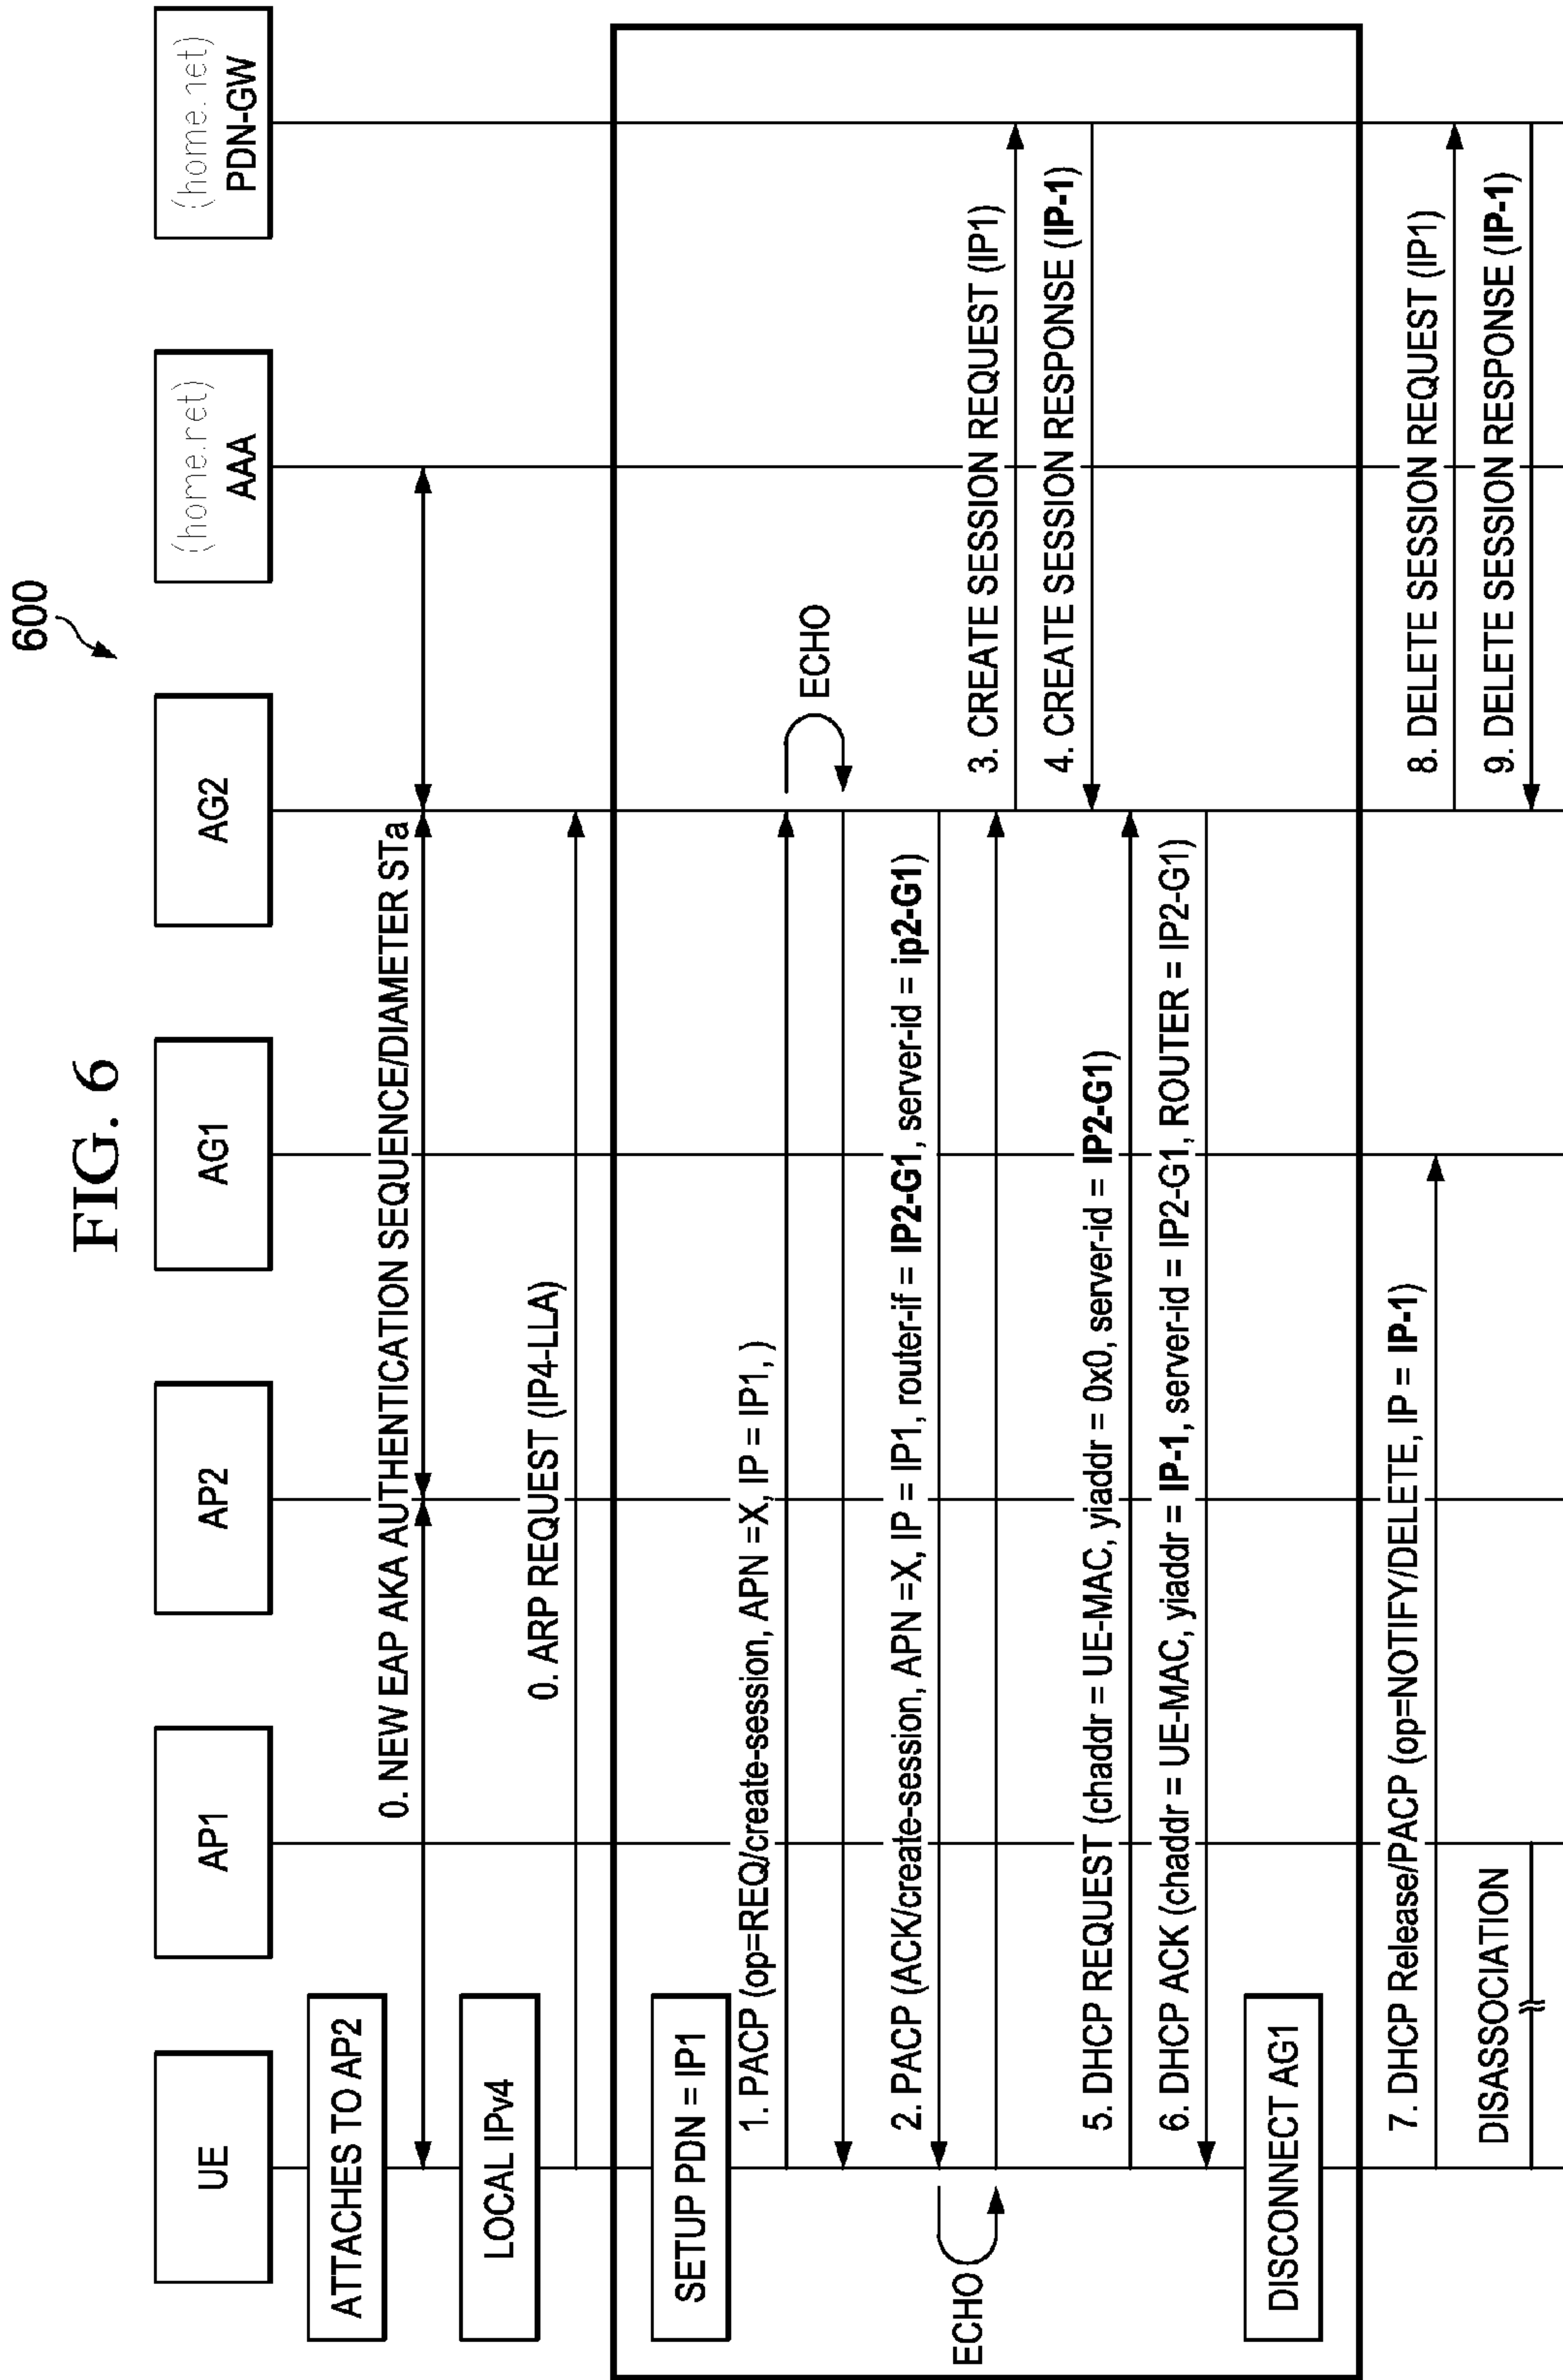 FIG. 6
600
UE
AP1
AP2
AG1
AG2
(home.ret)
AAA
(home.net)
PDN-GW
ATTACHES TO AP2
0. NEW EAP AKA AUTHENTICATION SEQUENCE/DIAMETER STa
LOCAL IPv4
0. ARP REQUEST (IP4-LLA)
SETUP PDN = IP1
1. PACP (op=REQ/create-session, APN =X, IP = IP1, )
ECHO
2. PACP (ACK/create-session, APN =X, IP = IP1, router-if = IP2-G1, server-id = ip2-G1)
ECHO
3. CREATE SESSION REQUEST (IP1)
4. CREATE SESSION RESPONSE (IP-1)
5. DHCP REQUEST (chaddr = UE-MAC, yiaddr = 0x0, server-id = IP2-G1)
6. DHCP ACK (chaddr = UE-MAC, yiaddr = IP-1, server-id = IP2-G1, ROUTER = IP2-G1)
DISCONNECT AG1
7. DHCP Release/PACP (op=NOTIFY/DELETE, IP = IP-1)
8. DELETE SESSION REQUEST (IP1)
DISASSOCIATION
9. DELETE SESSION RESPONSE (IP-1)